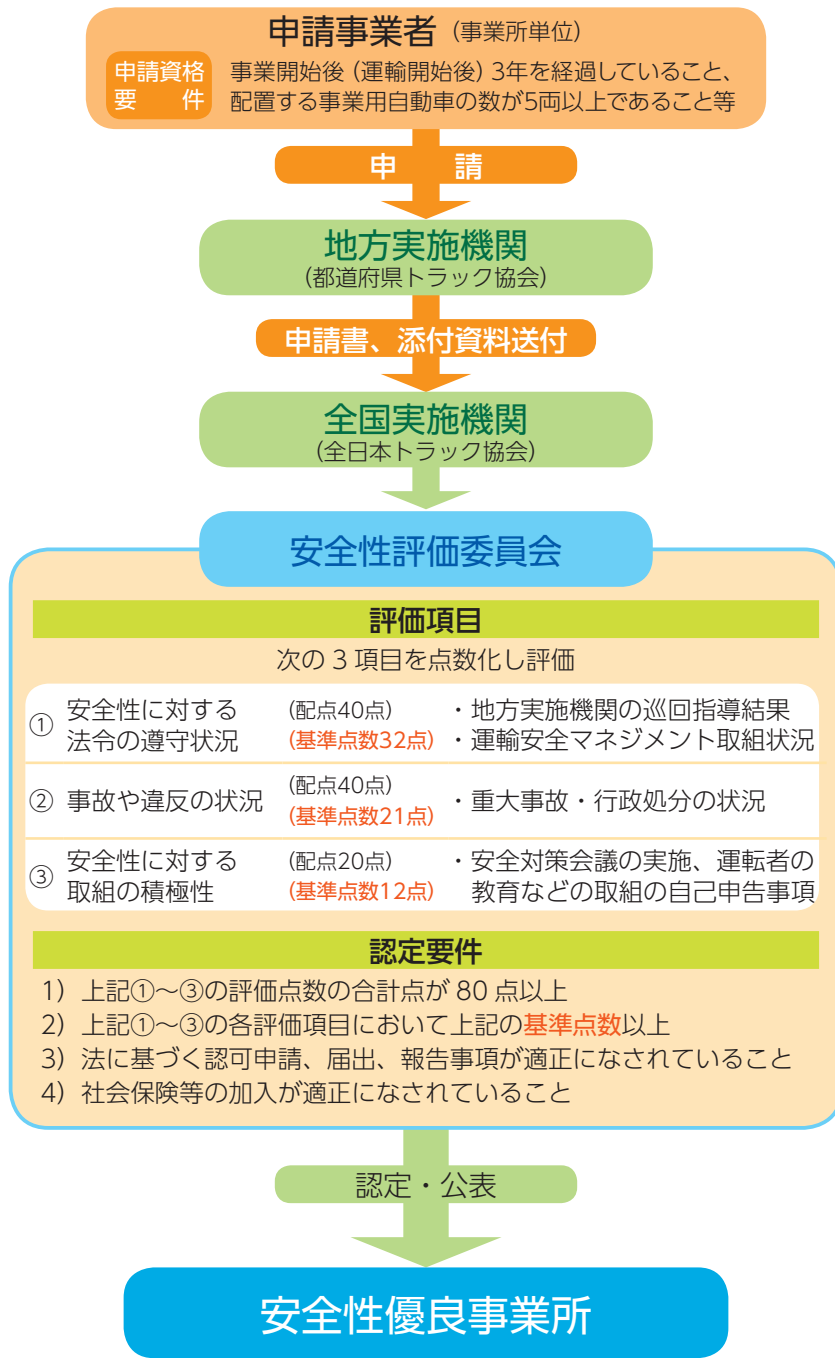 申請事業者（事業所単位）
申請資格
要件
事業開始後（運輸開始後）3年を経過していること、
配置する事業用自動車の数が5両以上であること等
申請
地方実施機関
（都道府県トラック協会）
申請書、添付資料送付
全国実施機関
（全日本トラック協会）
安全性評価委員会
評価項目
次の3項目を点数化し評価
① 安全性に対する
法令の遵守状況
（配点40点）
（基準点数32点）
・地方実施機関の巡回指導結果
・運輸安全マネジメント取組状況
② 事故や違反の状況
（配点40点）
（基準点数21点）
・重大事故・行政処分の状況
③ 安全性に対する
取組の積極性
（配点20点）
（基準点数12点）
・安全対策会議の実施、運転者の
教育などの取組の自己申告事項
認定要件
1）上記①～③の評価点数の合計点が 80 点以上
2）上記①～③の各評価項目において上記の基準点数以上
3）法に基づく認可申請、届出、報告事項が適正になされていること
4）社会保険等の加入が適正になされていること
認定・公表
安全性優良事業所